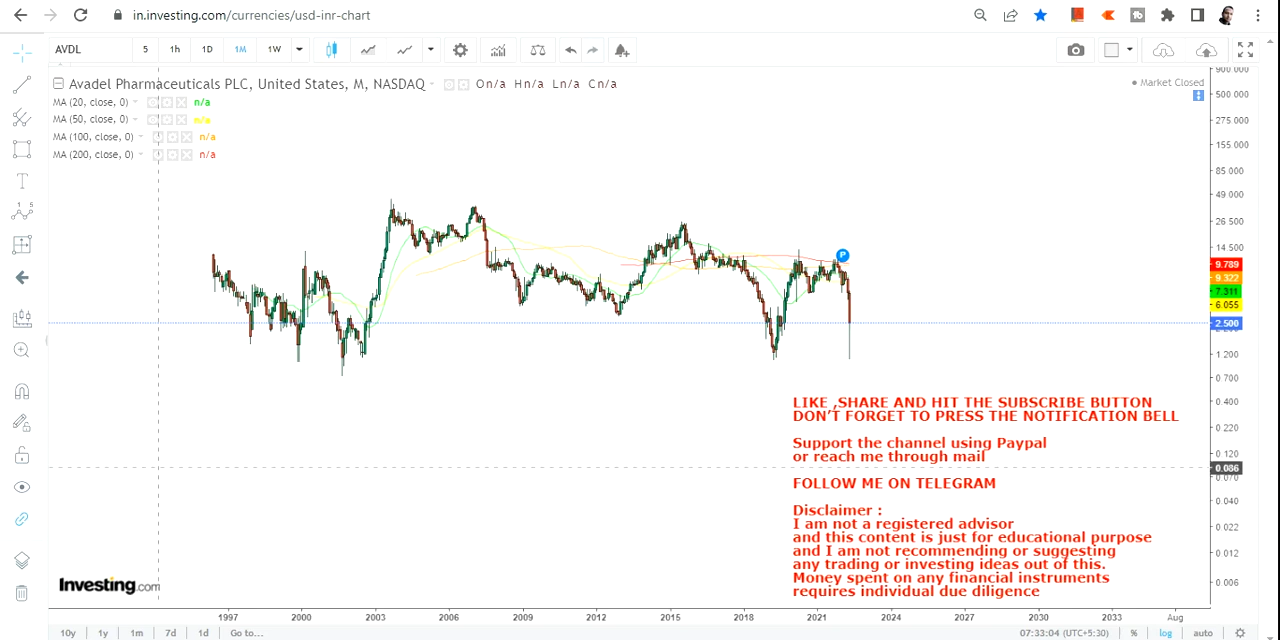 in.investing.com/currencies/usd-inr-chart
AVDL 5 1h 1D 1M 1W
Avadel Pharmaceuticals PLC, United States, M, NASDAQ On/a Hn/a Ln/a Cn/a
Market Closed
MA (20, close, 0) n/a
MA (50, close, 0) n/a
MA (100, close, 0) n/a
MA (200, close, 0) n/a
900 000
500 000
275 000
155 000
85.000
49 000
26.500
14 500
9.789
9.322
7.311
6 055
2.500
1 200
0.700
0.400
0.220
0.120
0.086
0.070
0.040
0.022
0.012
0.006
P
LIKE ,SHARE AND HIT THE SUBSCRIBE BUTTON
DON'T FORGET TO PRESS THE NOTIFICATION BELL
Support the channel using Paypal
or reach me through mail
FOLLOW ME ON TELEGRAM
Disclaimer :
I am not a registered advisor
and this content is just for educational purpose
and I am not recommending or suggesting
any trading or investing ideas out of this.
Money spent on any financial instruments
requires individual due diligence
Investing.com
1997 2000 2003 2006 2009 2012 2015 2018 2021 2024 2027 2030 2033 Aug
10y 1y 1m 7d 1d Go to... 07:33:04 (UTC+5:30) % log auto